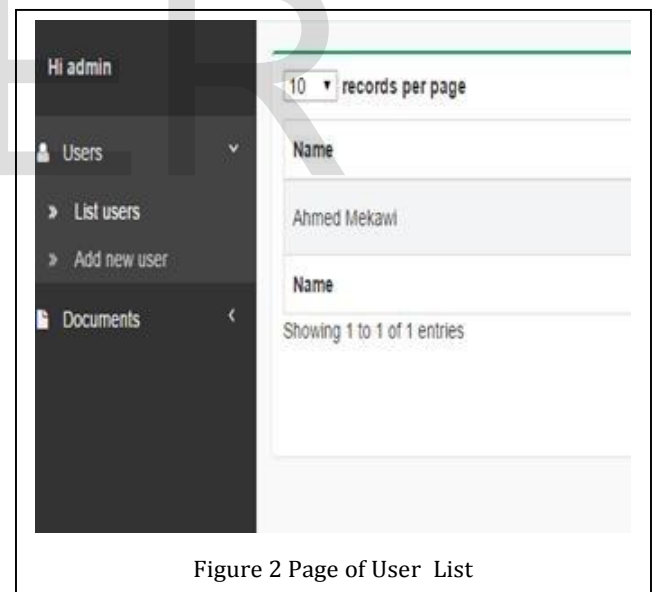 Hi admin
10 records per page
Users
Name
» List users
Ahmed Mekawi
» Add new user
Name
Documents
Showing 1 to 1 of 1 entries
ER
Figure 2 Page of User List